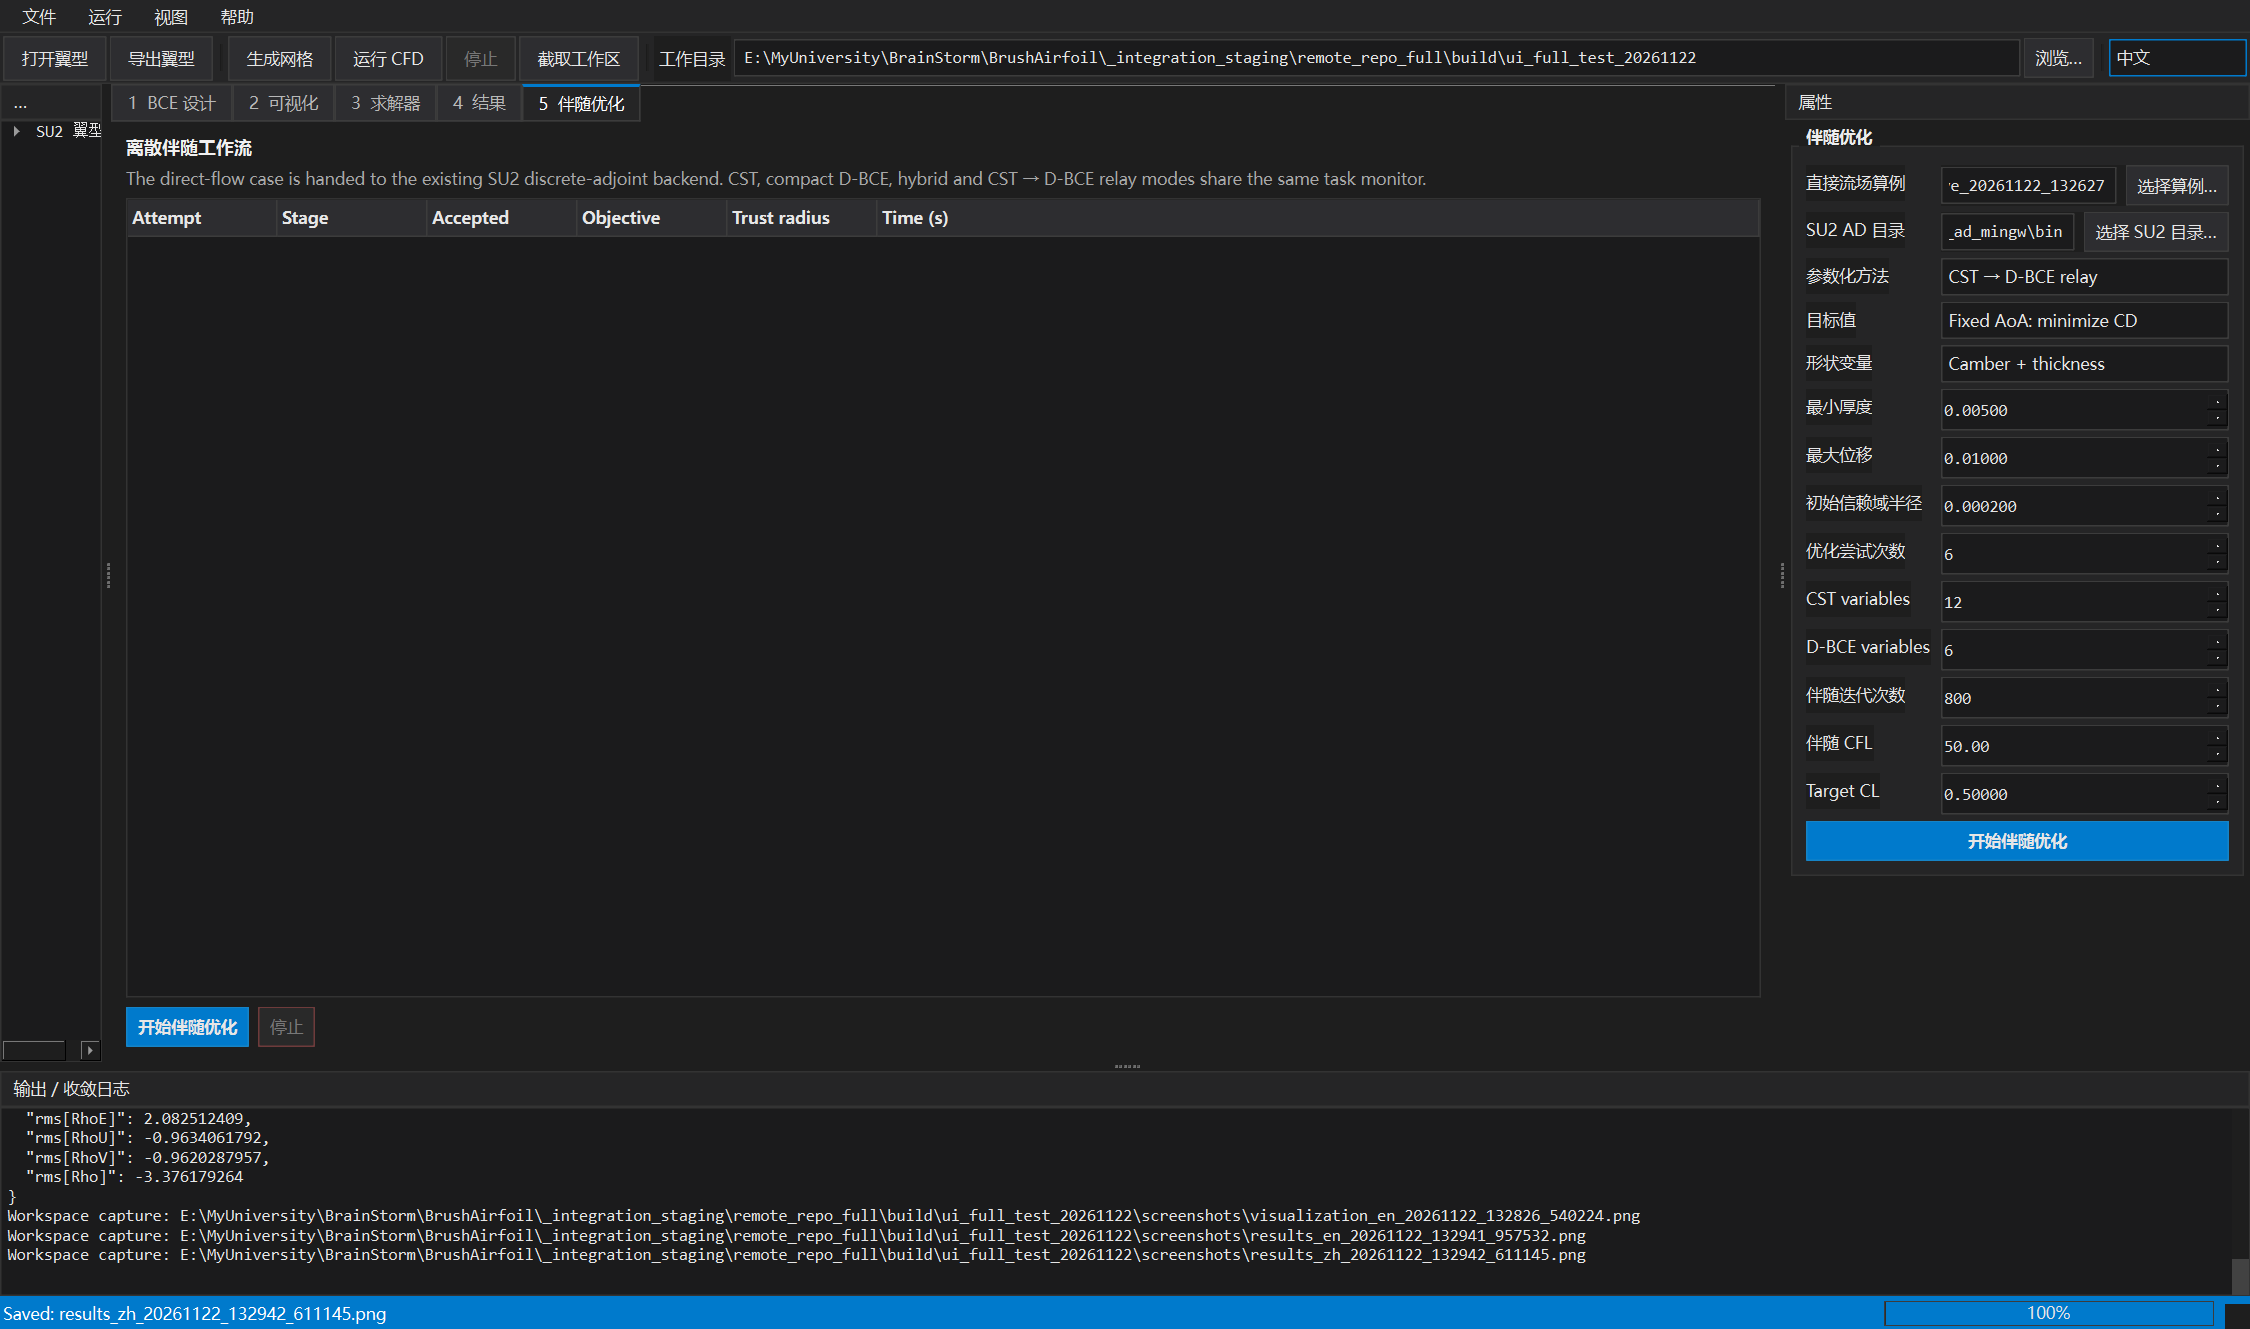 文件 运行 视图 帮助
打开翼型 导出翼型 生成网格 运行 CFD 停止 截取工作区 工作目录 E:\MyUniversity\BrainStorm\BrushAirfoil\_integration_staging\remote_repo_full\build\ui_full_test_20261122 浏览... 中文
...
SU2 翼型
1 BCE 设计 2 可视化 3 求解器 4 结果 5 伴随优化
离散伴随工作流
The direct-flow case is handed to the existing SU2 discrete-adjoint backend. CST, compact D-BCE, hybrid and CST → D-BCE relay modes share the same task monitor.
Attempt Stage Accepted Objective Trust radius Time (s)
开始伴随优化 停止
属性
伴随优化
直接流场算例 e_20261122_132627 选择算例...
SU2 AD 目录 _ad_mingw\bin 选择 SU2 目录...
参数化方法 CST → D-BCE relay
目标值 Fixed AoA: minimize CD
形状变量 Camber + thickness
最小厚度 0.00500
最大位移 0.01000
初始信赖域半径 0.000200
优化尝试次数 6
CST variables 12
D-BCE variables 6
伴随迭代次数 800
伴随 CFL 50.00
Target CL 0.50000
开始伴随优化
输出 / 收敛日志
"rms[RhoE]": 2.082512409,
"rms[RhoU]": -0.9634061792,
"rms[RhoV]": -0.9620287957,
"rms[Rho]": -3.376179264
}
Workspace capture: E:\MyUniversity\BrainStorm\BrushAirfoil\_integration_staging\remote_repo_full\build\ui_full_test_20261122\screenshots\visualization_en_20261122_132826_540224.png
Workspace capture: E:\MyUniversity\BrainStorm\BrushAirfoil\_integration_staging\remote_repo_full\build\ui_full_test_20261122\screenshots\results_en_20261122_132941_957532.png
Workspace capture: E:\MyUniversity\BrainStorm\BrushAirfoil\_integration_staging\remote_repo_full\build\ui_full_test_20261122\screenshots\results_zh_20261122_132942_611145.png
Saved: results_zh_20261122_132942_611145.png 100%